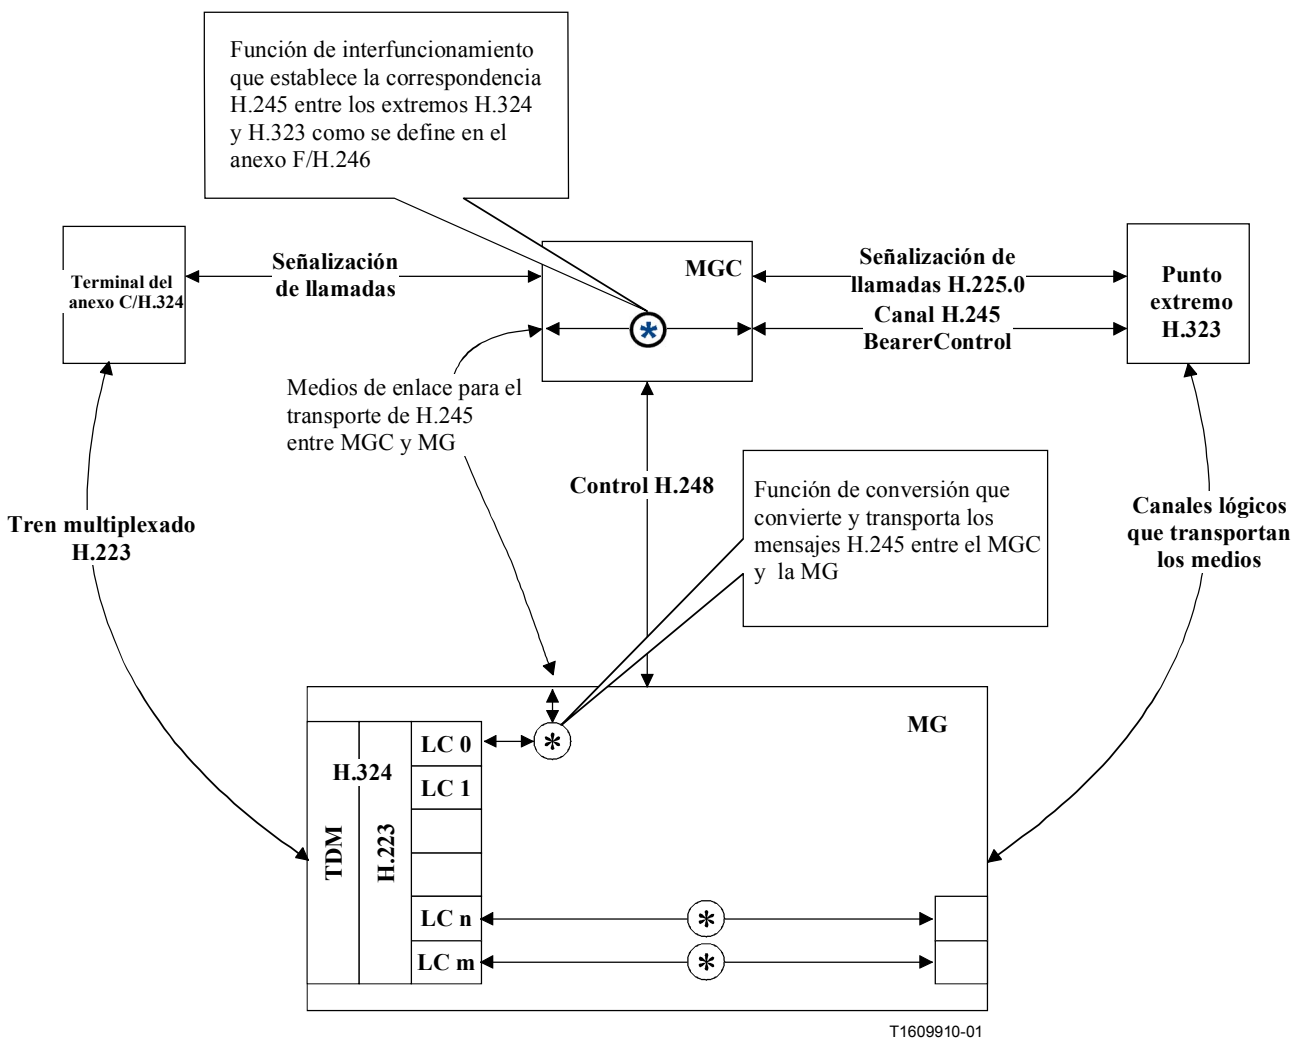 Función de interfuncionamiento
que establece la correspondencia
H.245 entre los extremos H.324
y H.323 como se define en el
anexo F/H.246
Terminal del
anexo C/H.324
Señalización
de llamadas
MGC
*
Señalización de
llamadas H.225.0
Canal H.245
BearerControl
Punto
extremo
H.323
Medios de enlace para el
transporte de H.245
entre MGC y MG
Control H.248
Función de conversión que
convierte y transporta los
mensajes H.245 entre el MGC
y la MG
Tren multiplexado
H.223
Canales lógicos
que transportan
los medios
MG
H.324
TDM
H.223
LC 0
*
LC 1
LC n
*
LC m
*
T1609910-01